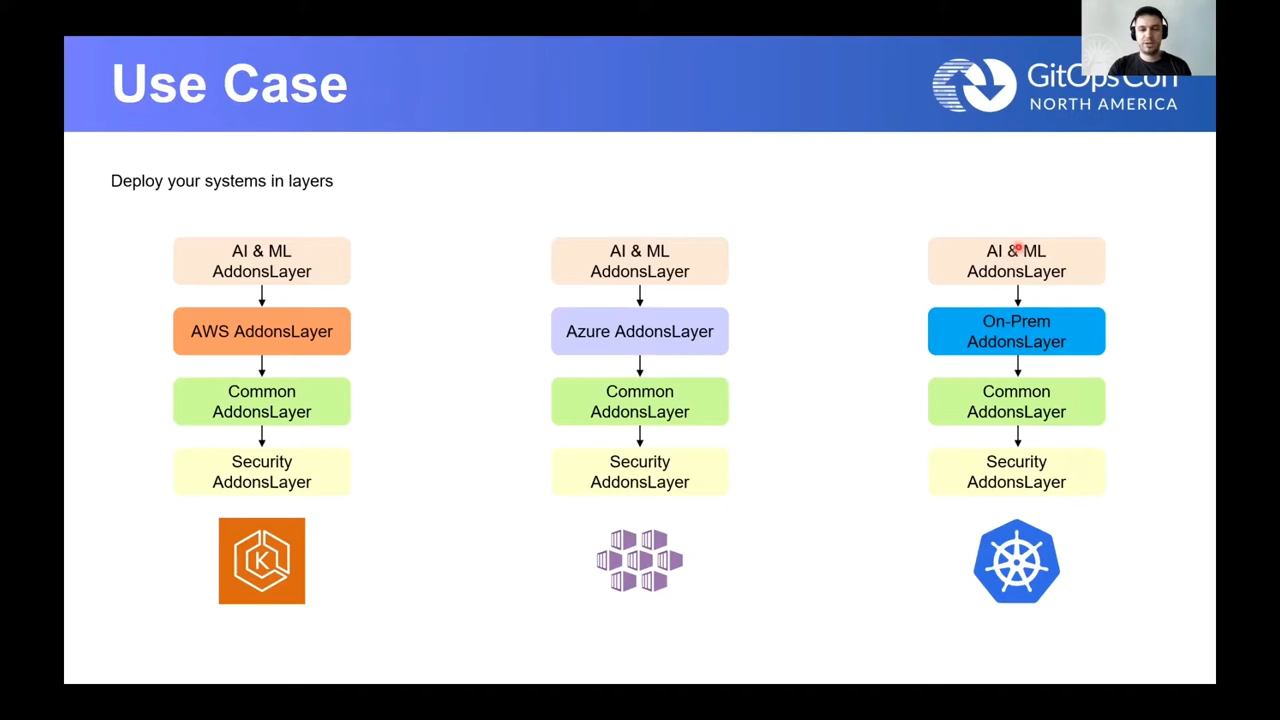 Use Case
GitOpsCon
NORTH AMERICA
Deploy your systems in layers
AI & ML
AddonsLayer
AWS AddonsLayer
Common
AddonsLayer
Security
AddonsLayer
K
AI & ML
AddonsLayer
Azure AddonsLayer
Common
AddonsLayer
Security
AddonsLayer
AI & ML
AddonsLayer
On-Prem
AddonsLayer
Common
AddonsLayer
Security
AddonsLayer